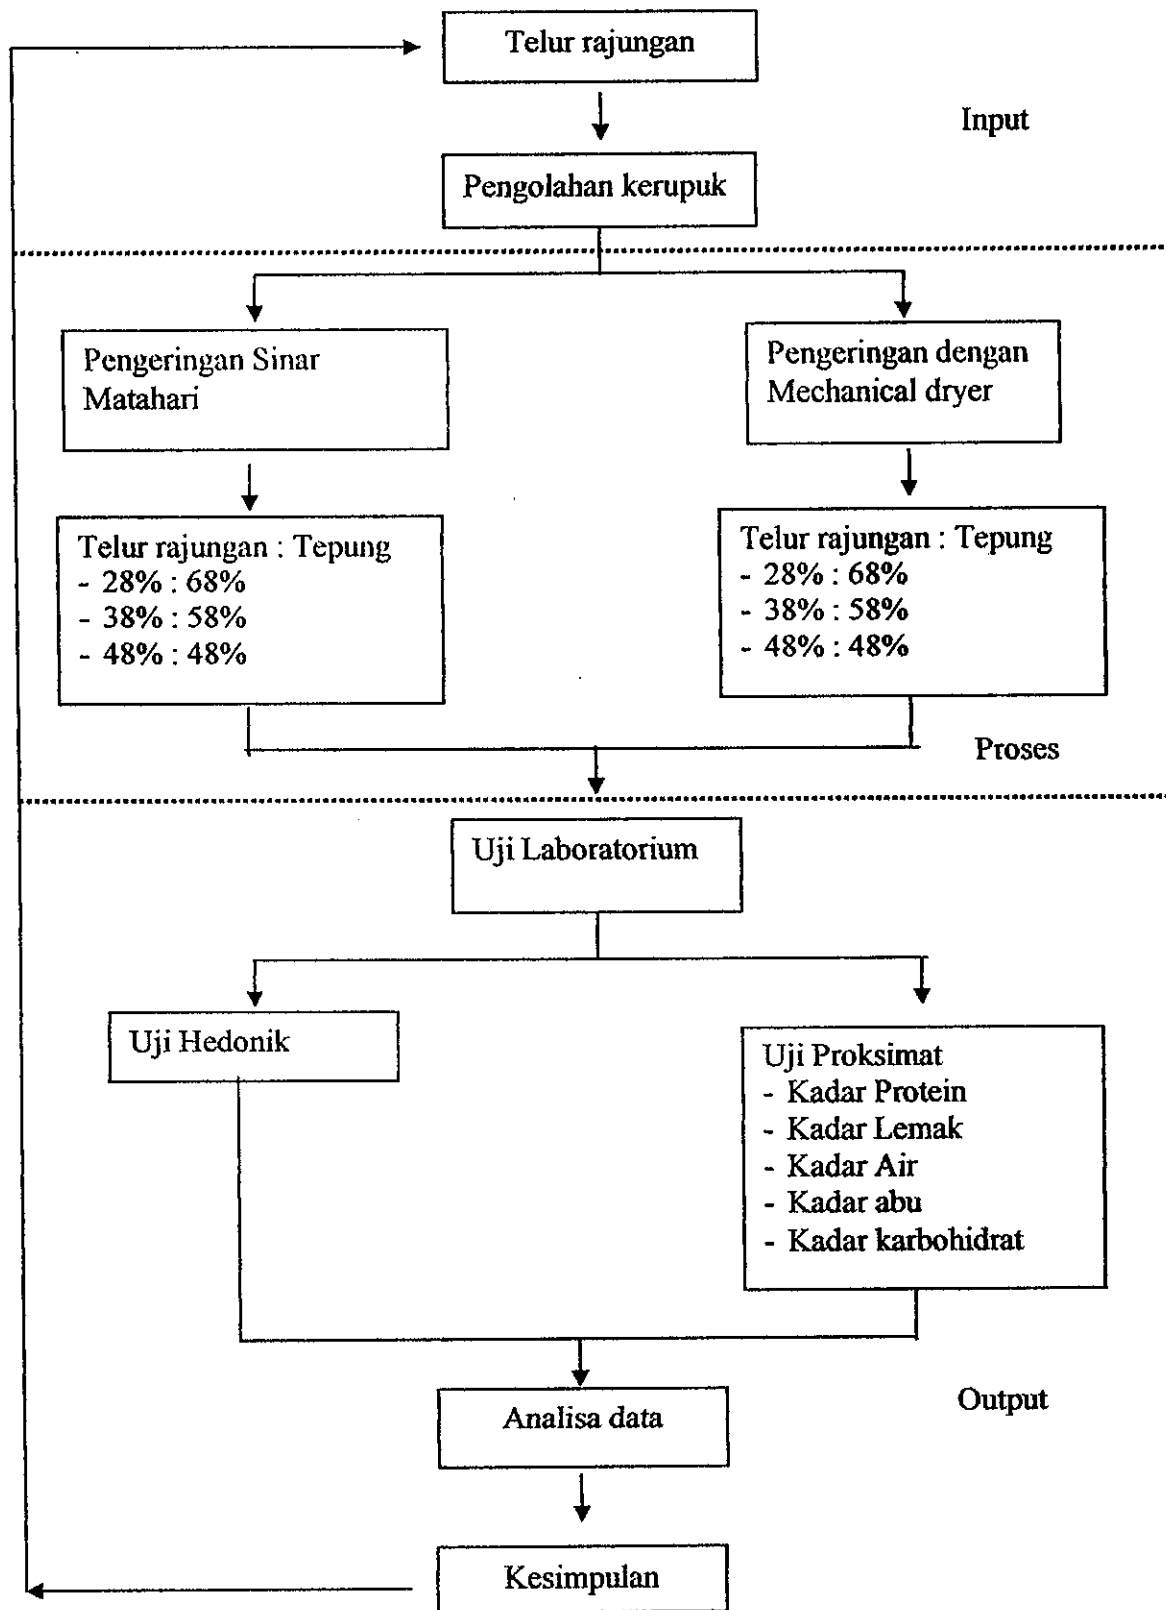 Telur rajungan
Input
Pengolahan kerupuk
Pengeringan Sinar
Matahari
Pengeringan dengan
Mechanical dryer
Telur rajungan : Tepung
- 28% : 68%
- 38% : 58%
- 48% : 48%
Telur rajungan : Tepung
- 28% : 68%
- 38% : 58%
- 48% : 48%
Proses
Uji Laboratorium
Uji Hedonik
Uji Proksimat
- Kadar Protein
- Kadar Lemak
- Kadar Air
- Kadar abu
- Kadar karbohidrat
Output
Analisa data
Kesimpulan